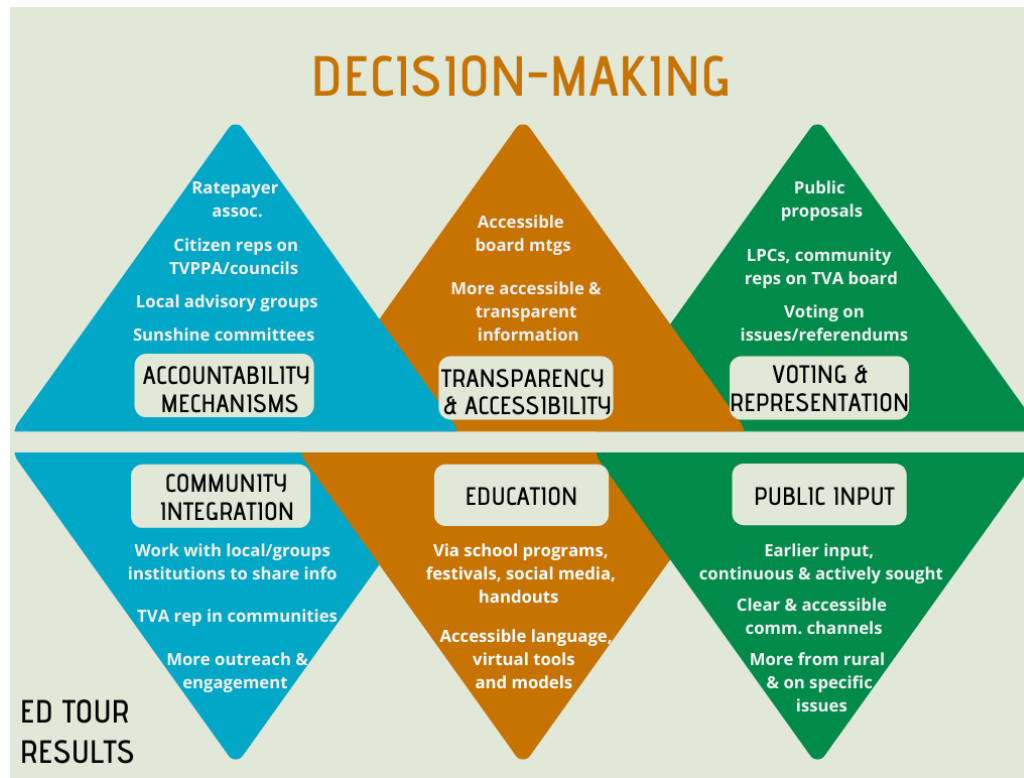 DECISION-MAKING
Ratepayer
assoc.
Citizen reps on
TVPPA/councils
Local advisory groups
Sunshine committees
ACCOUNTABILITY
MECHANISMS
Accessible
board mtgs
More accessible &
transparent
information
TRANSPARENCY
& ACCESSIBILITY
Public
proposals
LPCs, community
reps on TVA board
Voting on
issues/referendums
VOTING &
REPRESENTATION
COMMUNITY
INTEGRATION
Work with local/groups
institutions to share info
TVA rep in communities
More outreach &
engagement
EDUCATION
Via school programs,
festivals, social media,
handouts
Accessible language,
virtual tools
and models
PUBLIC INPUT
Earlier input,
continuous & actively sought
Clear & accessible
comm. channels
More from rural
& on specific
issues
ED TOUR
RESULTS